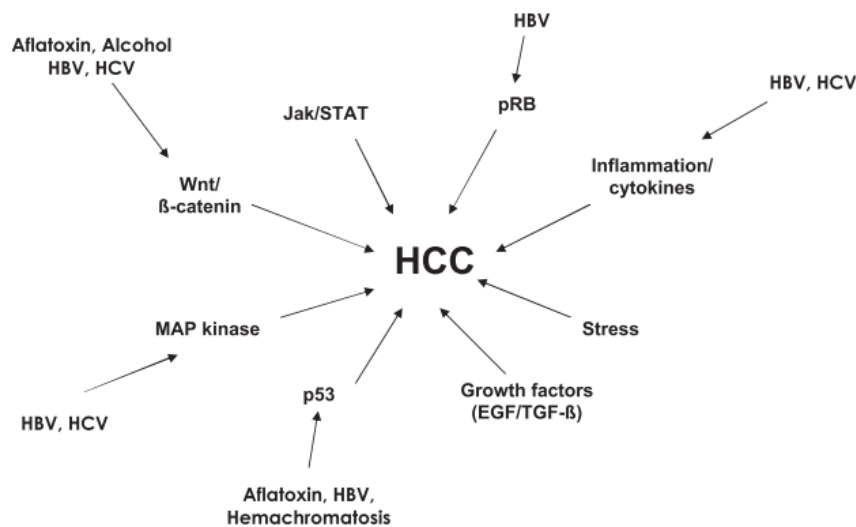 HBV
Aflatoxin, Alcohol
HBV, HCV
HBV, HCV
Jak/STAT
pRB
Inflammation/
cytokines
Wnt/
ß-catenin
HCC
MAP kinase
Stress
p53
Growth factors
(EGF/TGF-ß)
HBV, HCV
Aflatoxin, HBV,
Hemachromatosis